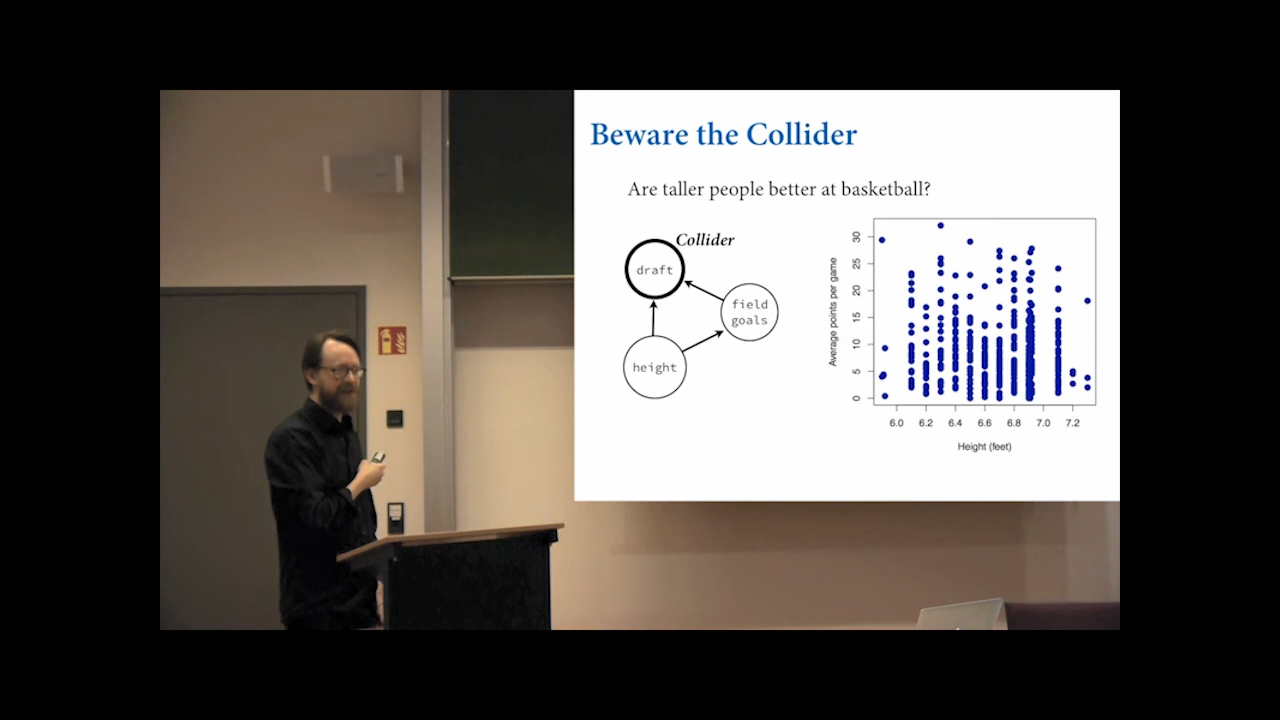 Beware the Collider
Are taller people better at basketball?
Collider
draft
field
goals
height
Average points per game
30
25
20
15
10
5
0
6.0 6.2 6.4 6.6 6.8 7.0 7.2
Height (feet)